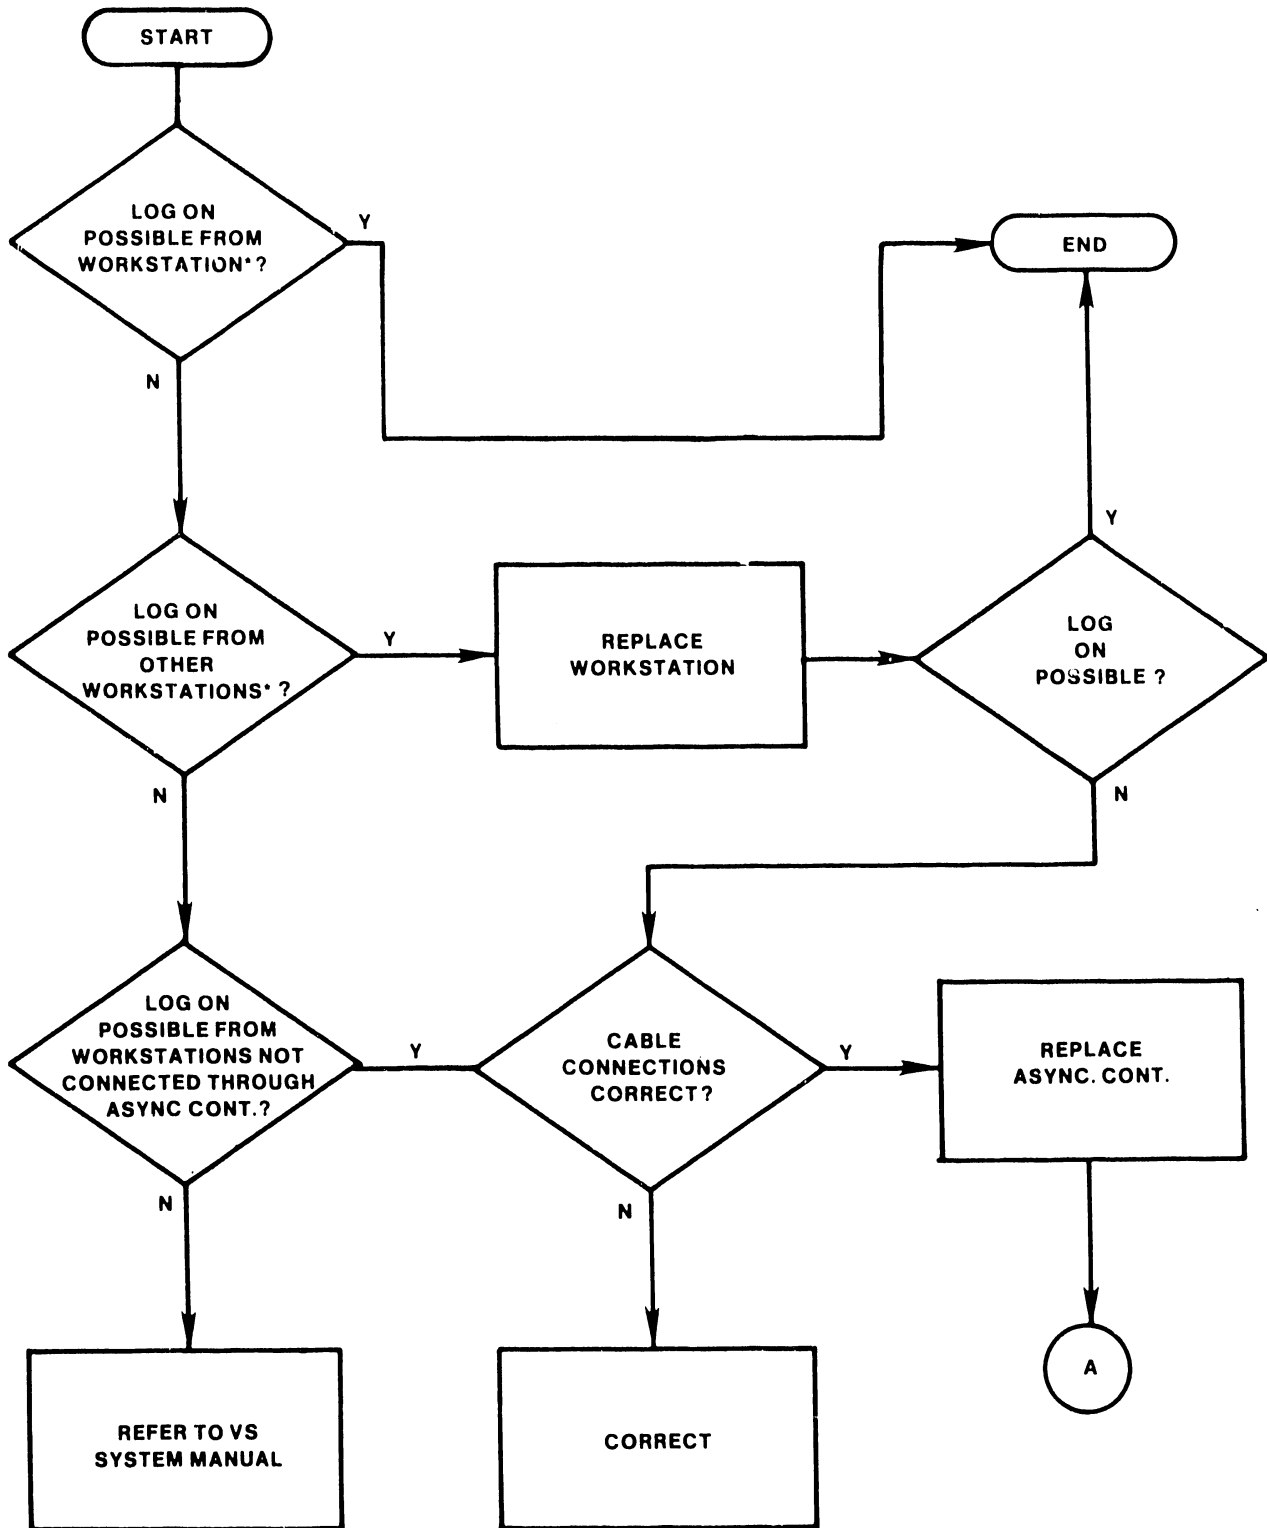 START
LOG ON
POSSIBLE FROM
WORKSTATION*?
Y
N
END
LOG ON
POSSIBLE FROM
OTHER
WORKSTATIONS*?
Y
N
REPLACE
WORKSTATION
LOG
ON
POSSIBLE?
Y
N
LOG ON
POSSIBLE FROM
WORKSTATIONS NOT
CONNECTED THROUGH
ASYNC CONT.?
Y
N
CABLE
CONNECTIONS
CORRECT?
Y
N
REPLACE
ASYNC. CONT.
A
REFER TO VS
SYSTEM MANUAL
CORRECT